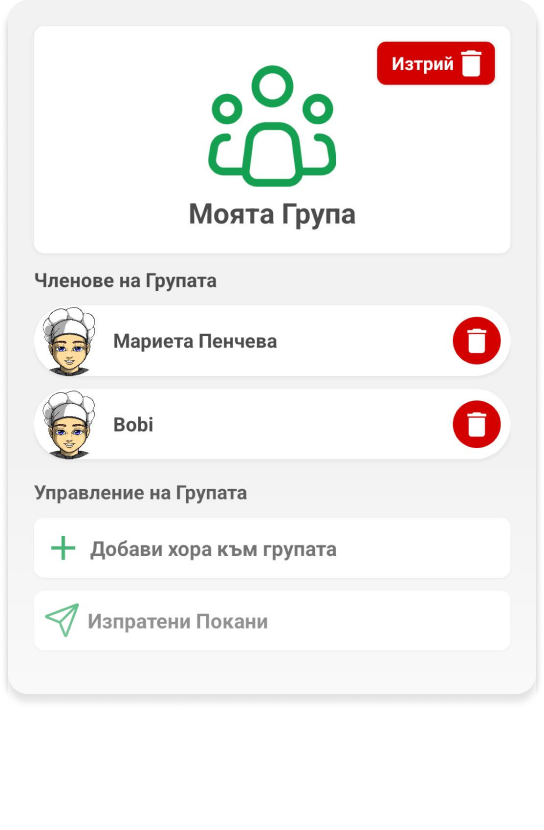 Изтрий
Моята Група
Членове на Групата
Мариета Пенчева
Bobi
Управление на Групата
Добави хора към групата
Изпратени Покани